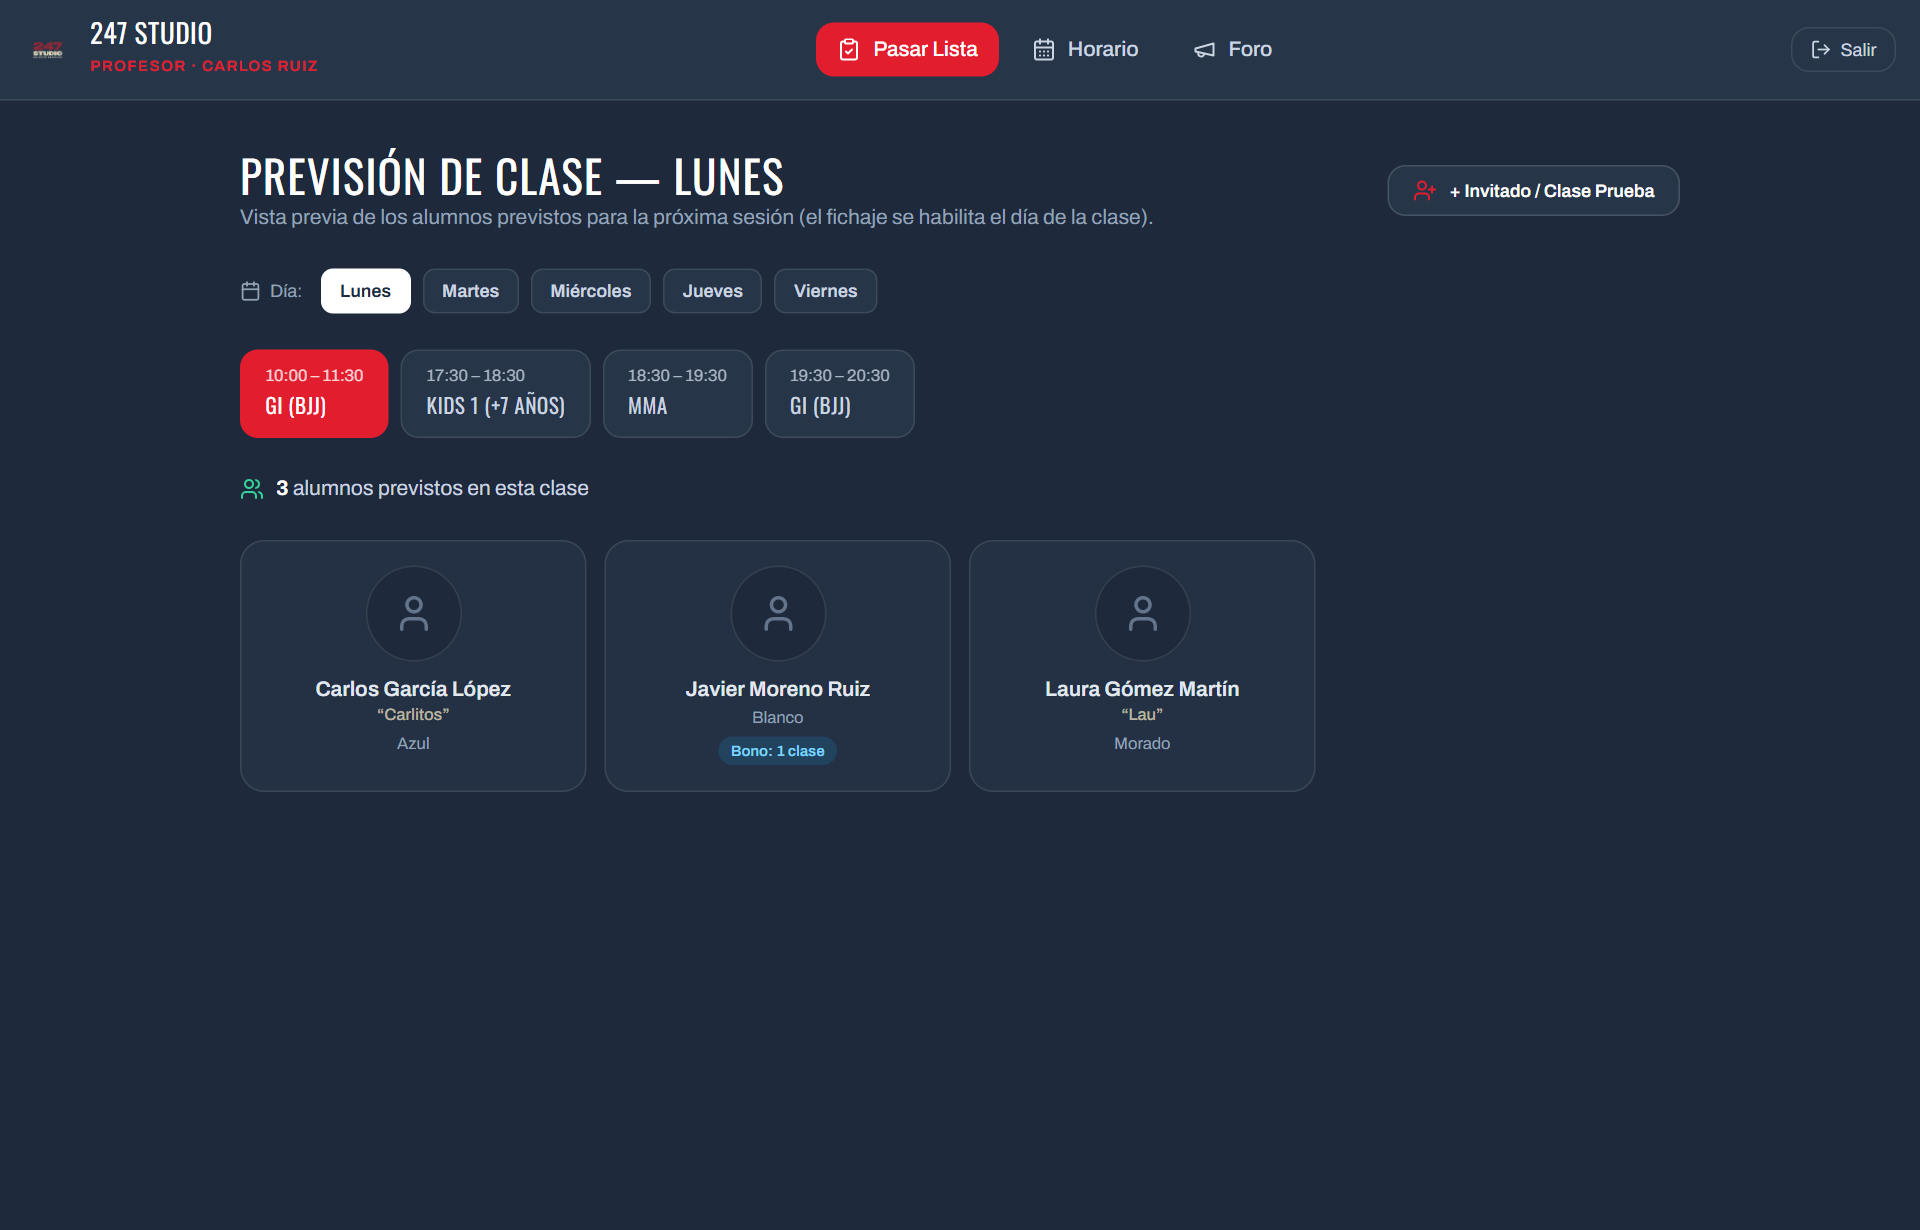 247
STUDIO
247 STUDIO
PROFESOR · CARLOS RUIZ
Pasar Lista
Horario
Foro
Salir
PREVISIÓN DE CLASE — LUNES
Vista previa de los alumnos previstos para la próxima sesión (el fichaje se habilita el día de la clase).
+ Invitado / Clase Prueba
Día:
Lunes
Martes
Miércoles
Jueves
Viernes
10:00 – 11:30
GI (BJJ)
17:30 – 18:30
KIDS 1 (+7 AÑOS)
18:30 – 19:30
MMA
19:30 – 20:30
GI (BJJ)
3 alumnos previstos en esta clase
Carlos García López
“Carlitos”
Azul
Javier Moreno Ruiz
Blanco
Bono: 1 clase
Laura Gómez Martín
“Lau”
Morado